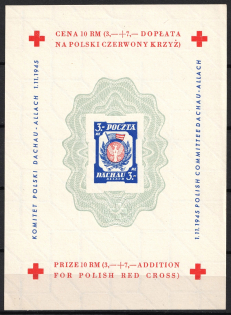 CENA 10 RM (3,—+7,— DOPŁATA
NA POLSKI CZERWONY KRZYŻ)
KOMITET POLSKI DACHAU-ALLACH 1.11.1945
3.- POCZTA
DACHAU
3.-
1.11.1945 POLISH COMMITTEE DACHAU-ALLACH
PRIZE 10 RM (3,—+7,—ADDITION
FOR POLISH RED CROSS)